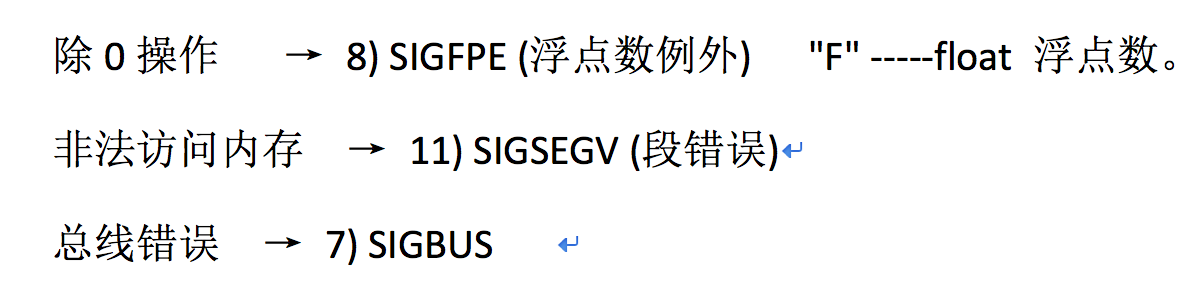 除 0 操作 → 8) SIGFPE (浮点数例外) "F" -----float 浮点数。
非法访问内存 → 11) SIGSEGV (段错误)
总线错误 → 7) SIGBUS